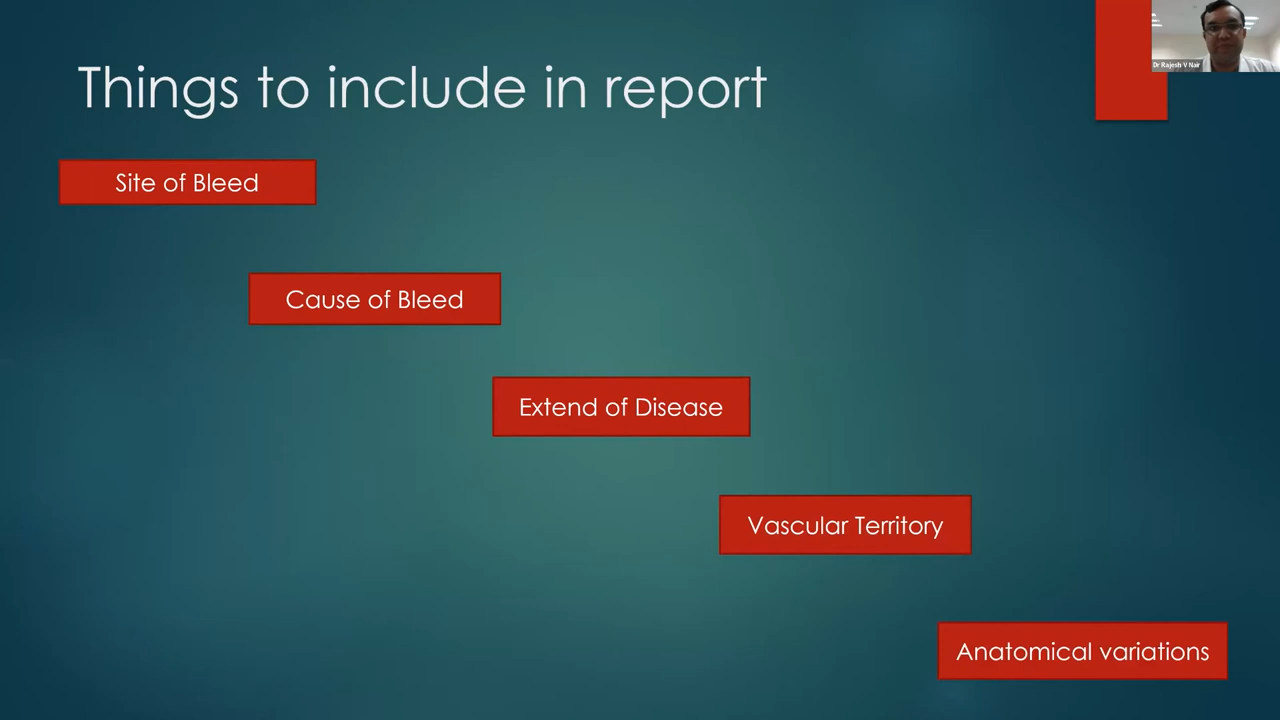 Things to include in report
Dr Rajesh V Nair
Site of Bleed
Cause of Bleed
Extend of Disease
Vascular Territory
Anatomical variations